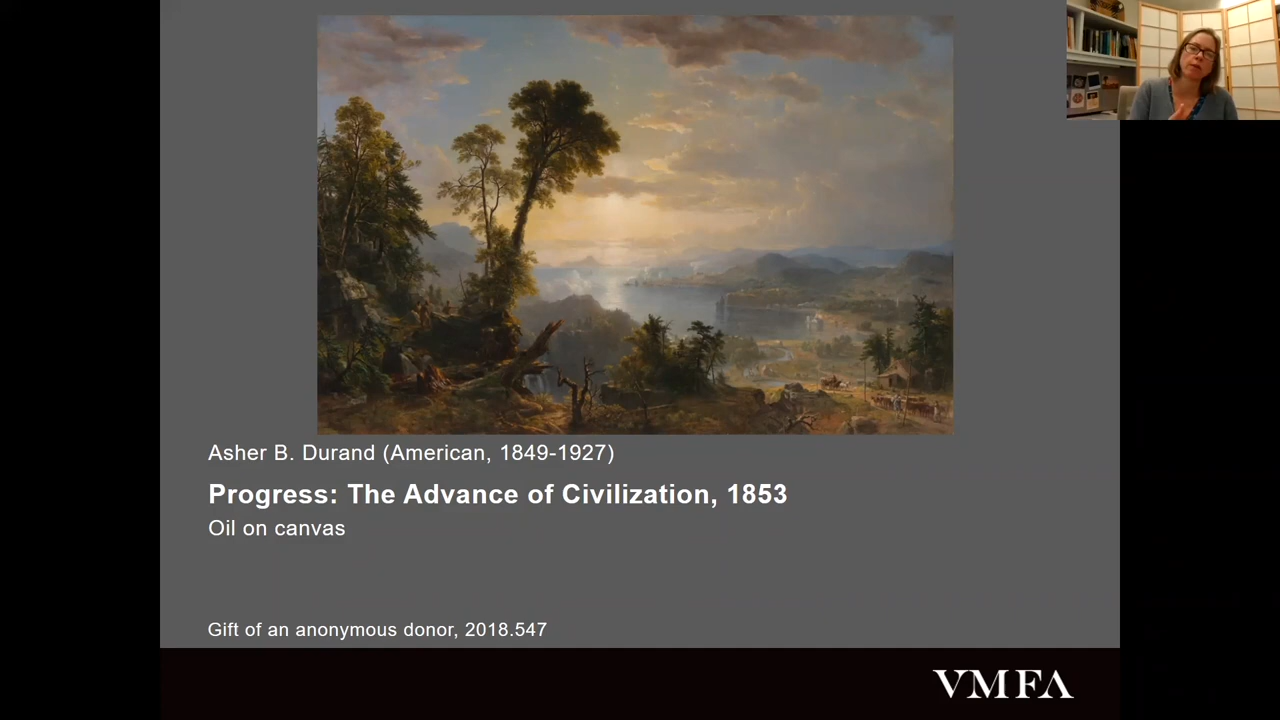 Asher B. Durand (American, 1849-1927)
Progress: The Advance of Civilization, 1853
Oil on canvas
Gift of an anonymous donor, 2018.547
VMFA